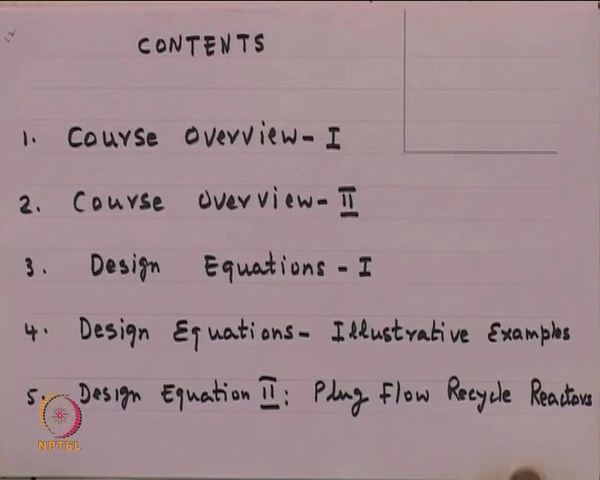 CONTENTS
1. Course Overview - I
2. Course Overview - II
3. Design Equations - I
4. Design Equations - Illustrative Examples
5. Design Equation II: Plug Flow Recycle Reactors
NPTEL